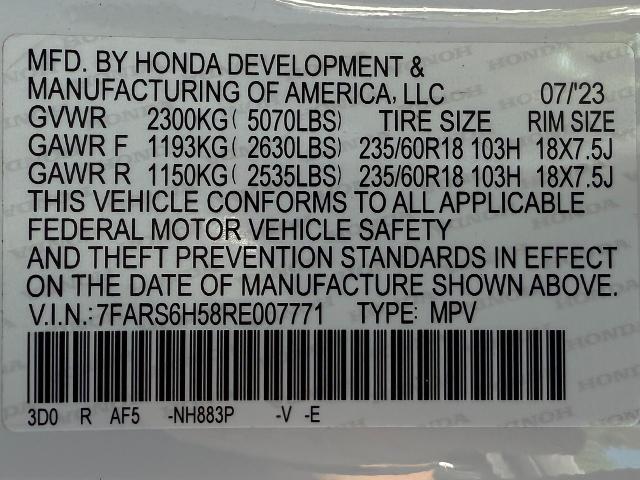 MFD. BY HONDA DEVELOPMENT &
MANUFACTURING OF AMERICA, LLC 07/'23
GVWR 2300KG( 5070LBS) TIRE SIZE RIM SIZE
GAWR F 1193KG( 2630LBS) 235/60R18 103H 18X7.5J
GAWR R 1150KG( 2535LBS) 235/60R18 103H 18X7.5J
THIS VEHICLE CONFORMS TO ALL APPLICABLE
FEDERAL MOTOR VEHICLE SAFETY
AND THEFT PREVENTION STANDARDS IN EFFECT
ON THE DATE OF MANUFACTURE SHOWN ABOVE.
V.I.N.:7FARS6H58RE007771 TYPE: MPV
3D0 R AF5 -NH883P -V -E